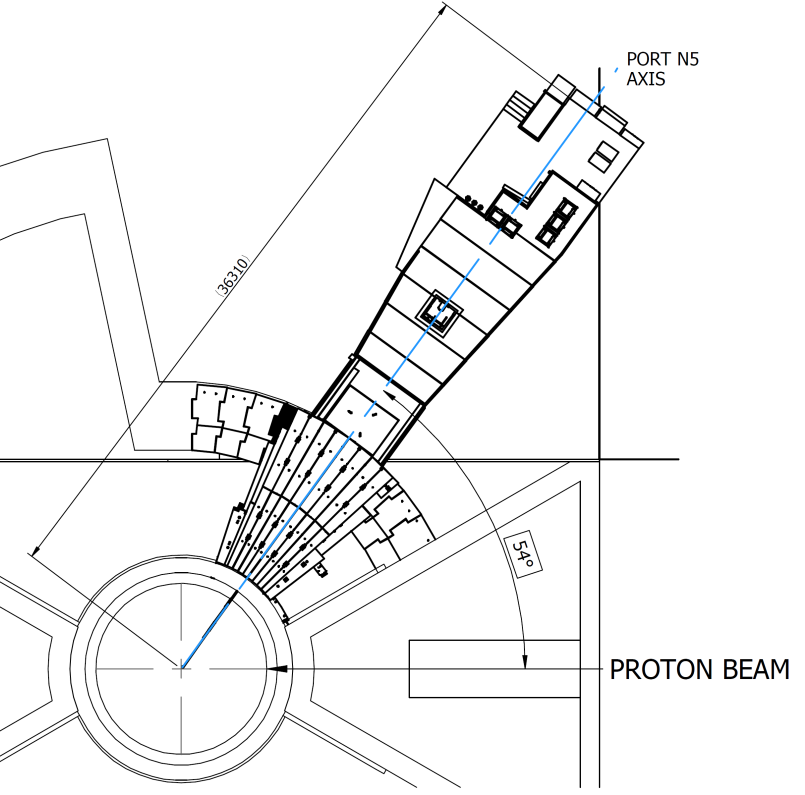 PORT N5
AXIS
(36310)
54°
PROTON BEAM